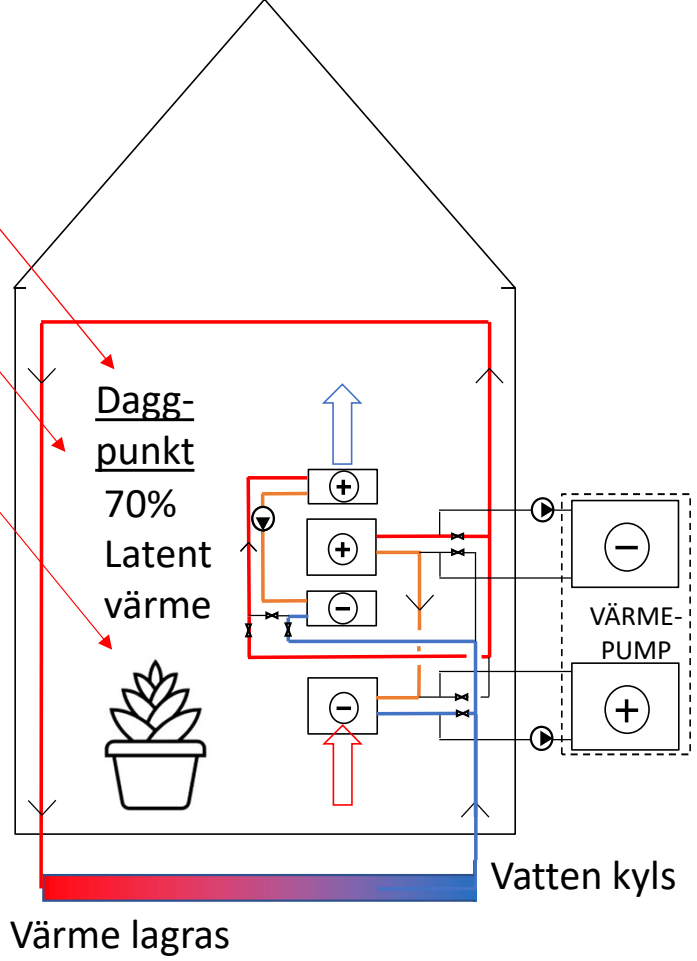 Dagg-
punkt
70%
Latent
värme
+
+
−
−
−
VÄRME-
PUMP
+
Vatten kyls
Värme lagras